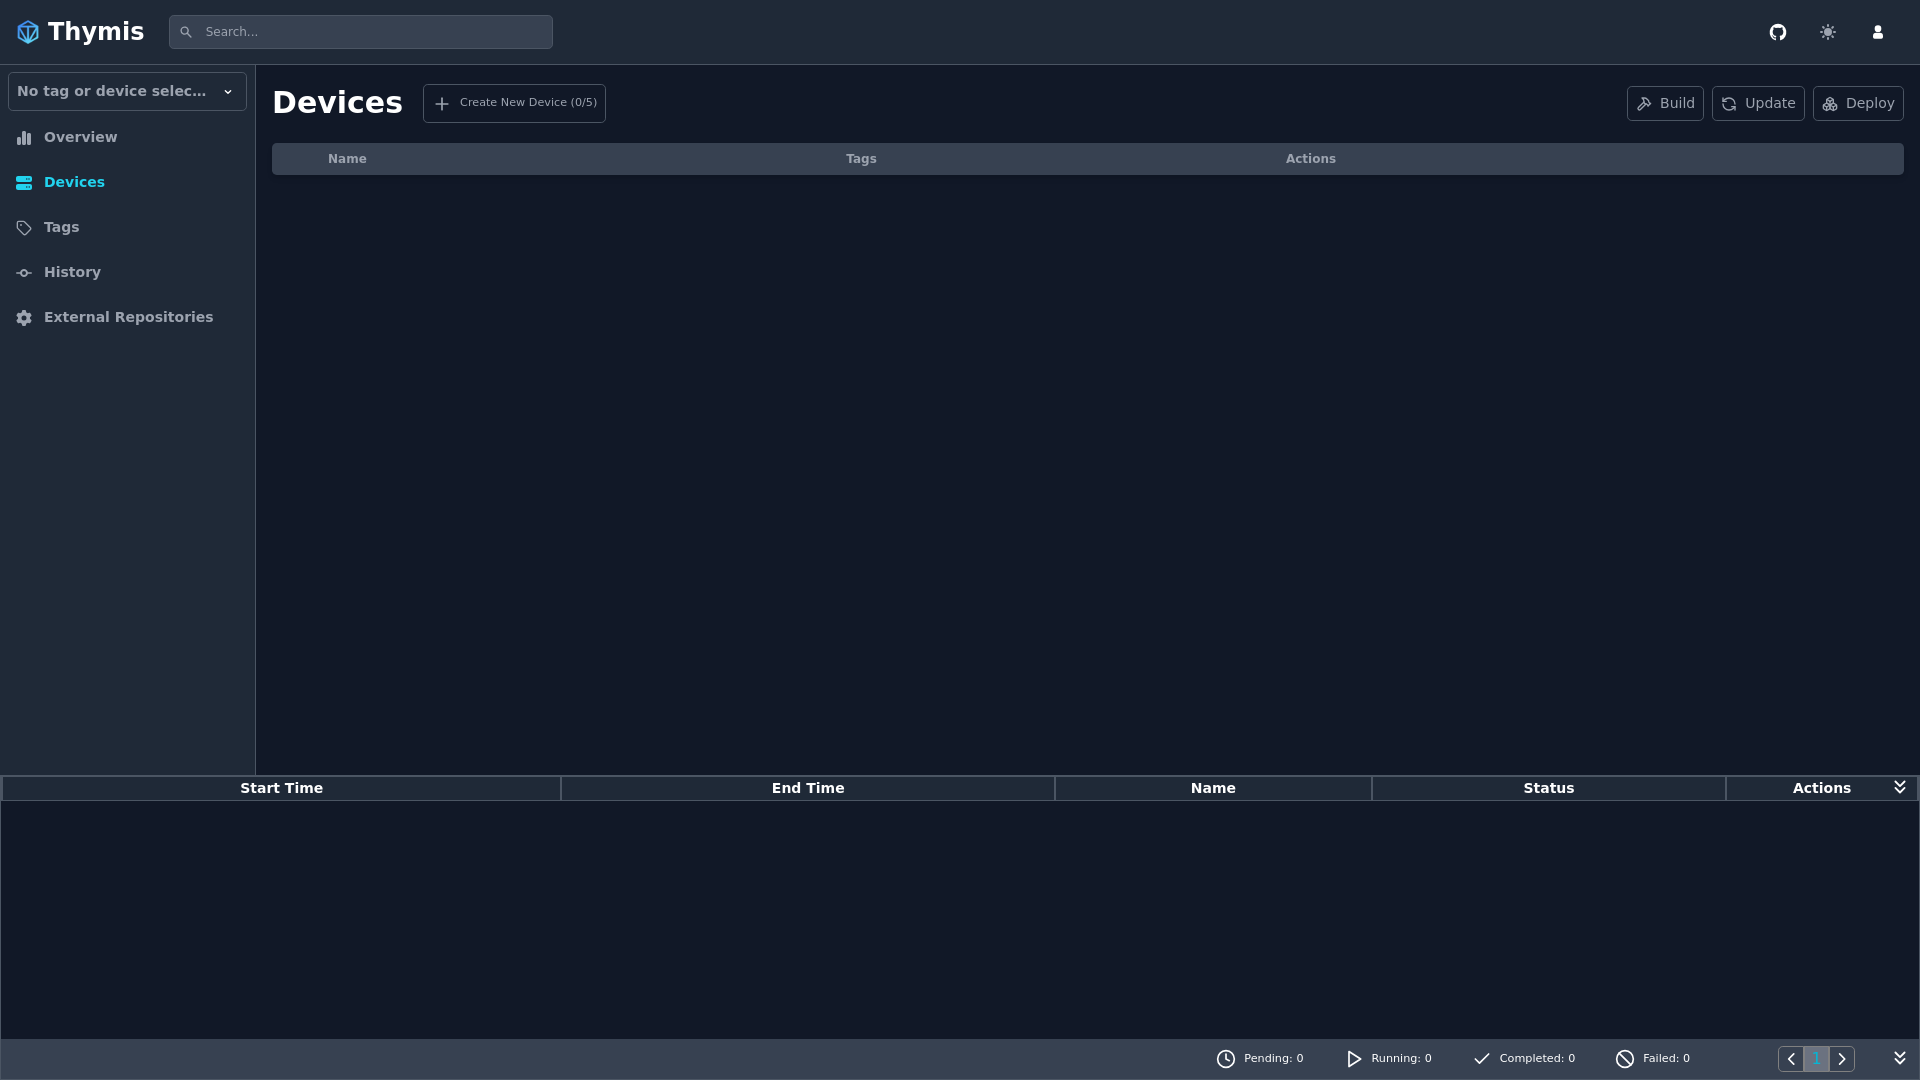 Thymis
Search...
No tag or device selec...
Overview
Devices
Tags
History
External Repositories
Devices
Create New Device (0/5)
Build
Update
Deploy
Name Tags Actions
Start Time End Time Name Status Actions
Pending: 0
Running: 0
Completed: 0
Failed: 0
1